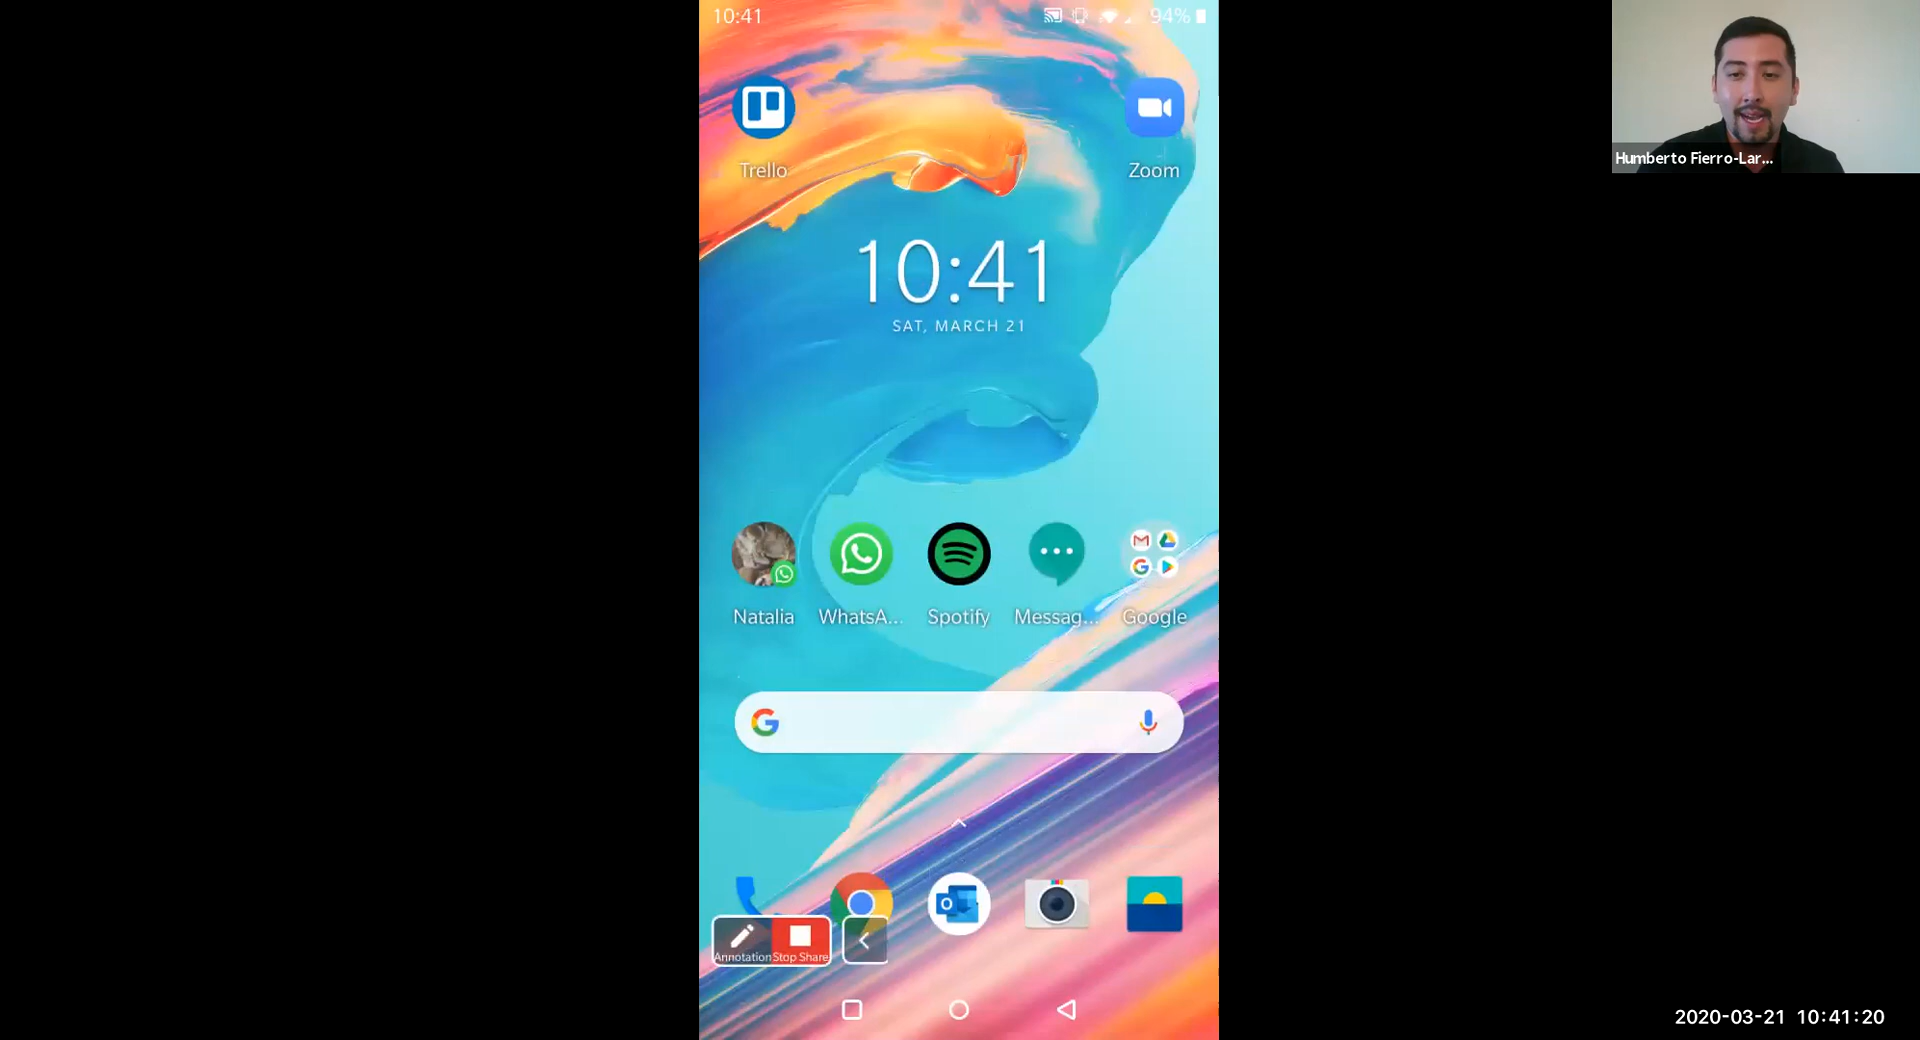 10:41
94%
Trello
Zoom
Humberto Fierro-Lar...
10:41
SAT, MARCH 21
Natalia
WhatsA...
Spotify
Messag...
Google
Annotation
Stop Share
2020-03-21 10:41:20